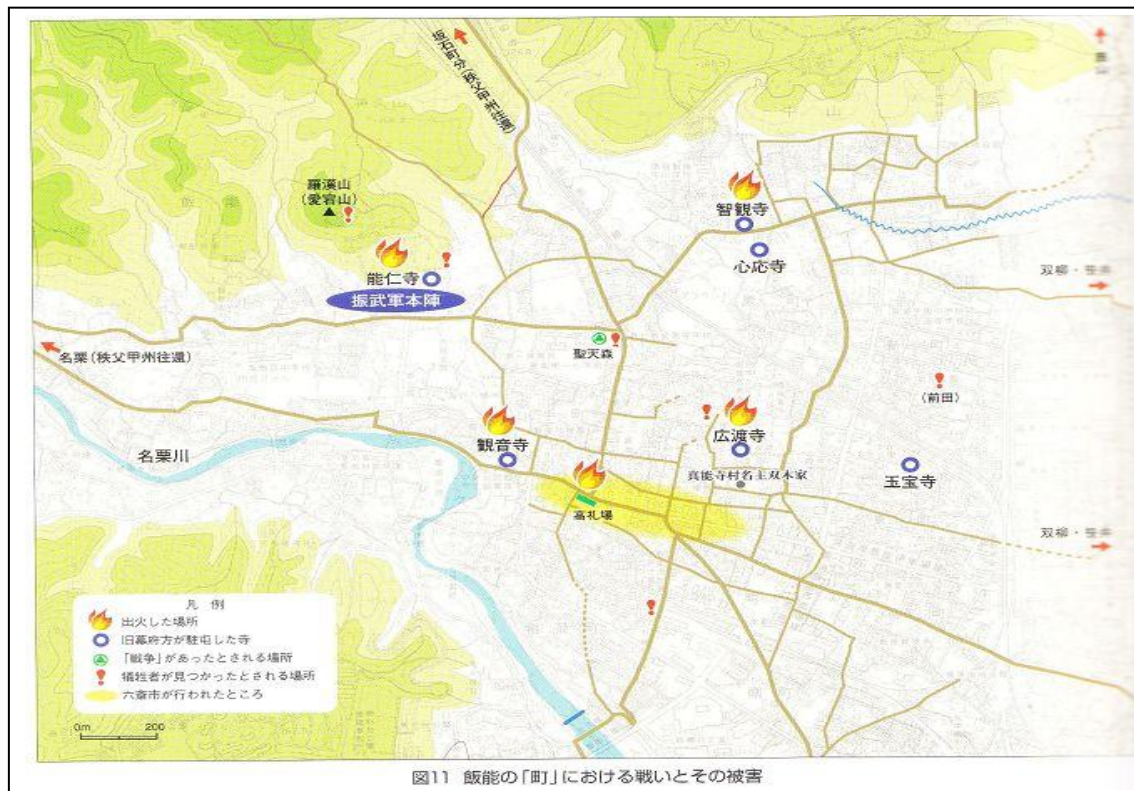 坂石町分(秩父甲州往還)
羅漢山
(愛宕山)
智観寺
心応寺
能仁寺
振武軍本陣
双柳・笹井
聖天森
名栗(秩父甲州往還)
(前田)
観音寺
広渡寺
名栗川
真能寺村名主双木家
玉宝寺
高札場
双柳・笹井
凡 例
出火した場所
旧幕府方が駐屯した寺
「戦争」があったとされる場所
犠牲者が見つかったとされる場所
六斎市が行われたところ
0m 200
図11 飯能の「町」における戦いとその被害